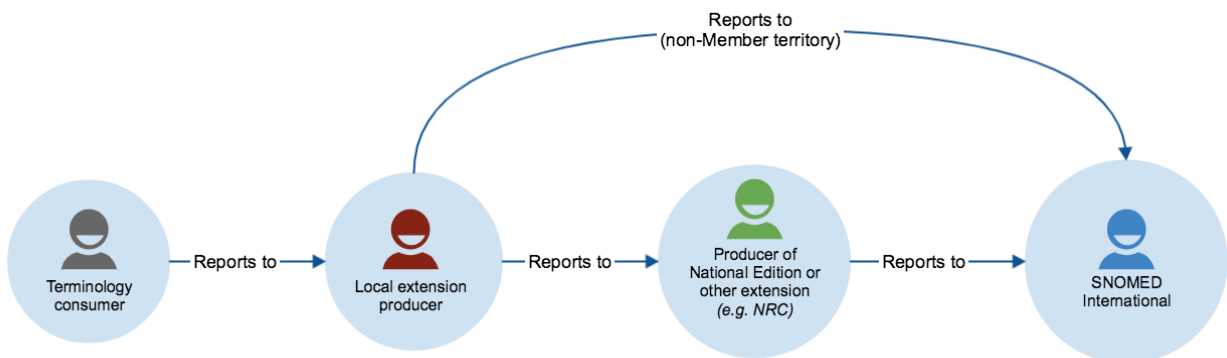 Reports to
(non-Member territory)
Terminology
consumer
Reports to
Local extension
producer
Reports to
Producer of
National Edition or
other extension
(e.g. NRC)
Reports to
SNOMED
International